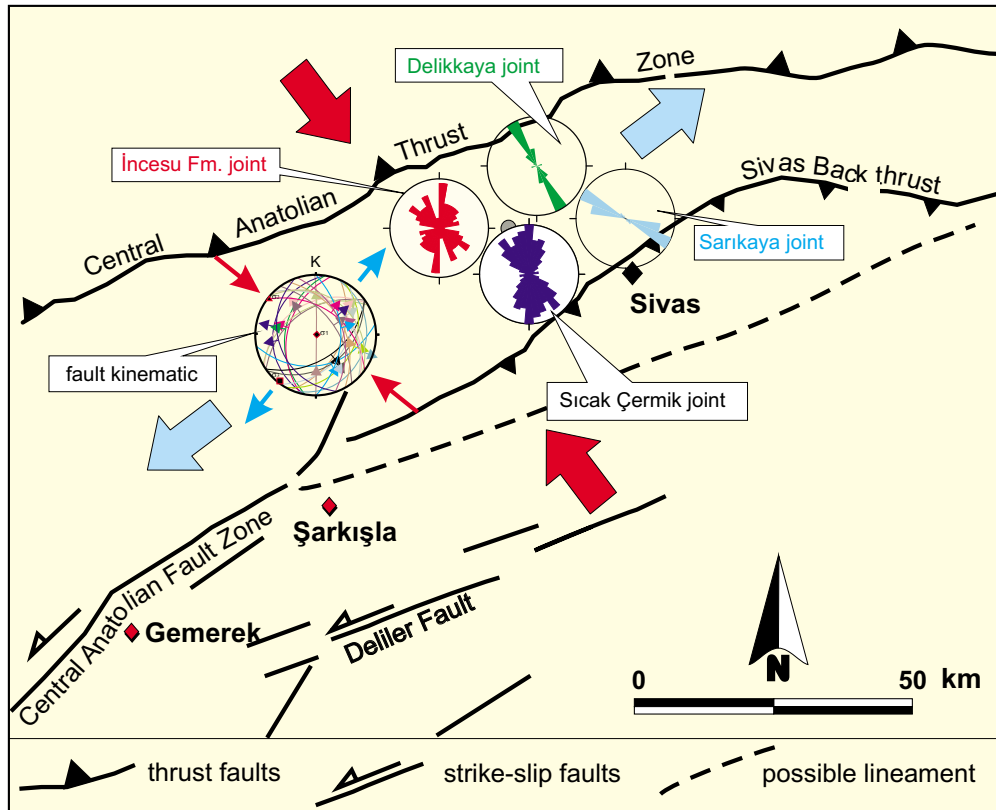 Delikkaya joint
Zone
Thrust
İncesu Fm. joint
Sivas Back thrust
Anatolian
Central
Sarıkaya joint
K
Sivas
σ1
fault kinematic
Sıcak Çermik joint
Şarkışla
Central Anatolian Fault Zone
Gemerek
Deliler Fault
N
0 50 km
thrust faults
strike-slip faults
possible lineament